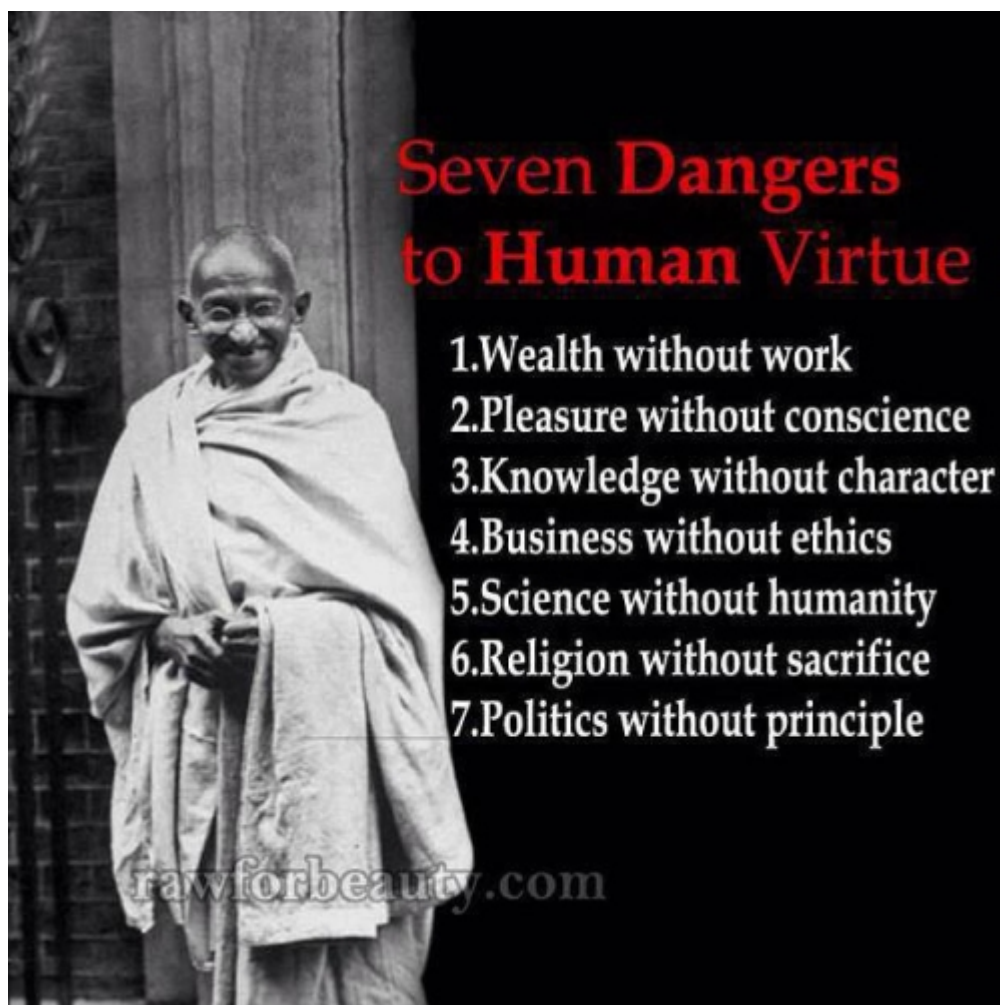 Seven Dangers
to Human Virtue
1.Wealth without work
2.Pleasure without conscience
3.Knowledge without character
4.Business without ethics
5.Science without humanity
6.Religion without sacrifice
7.Politics without principle
rawforbeauty.com